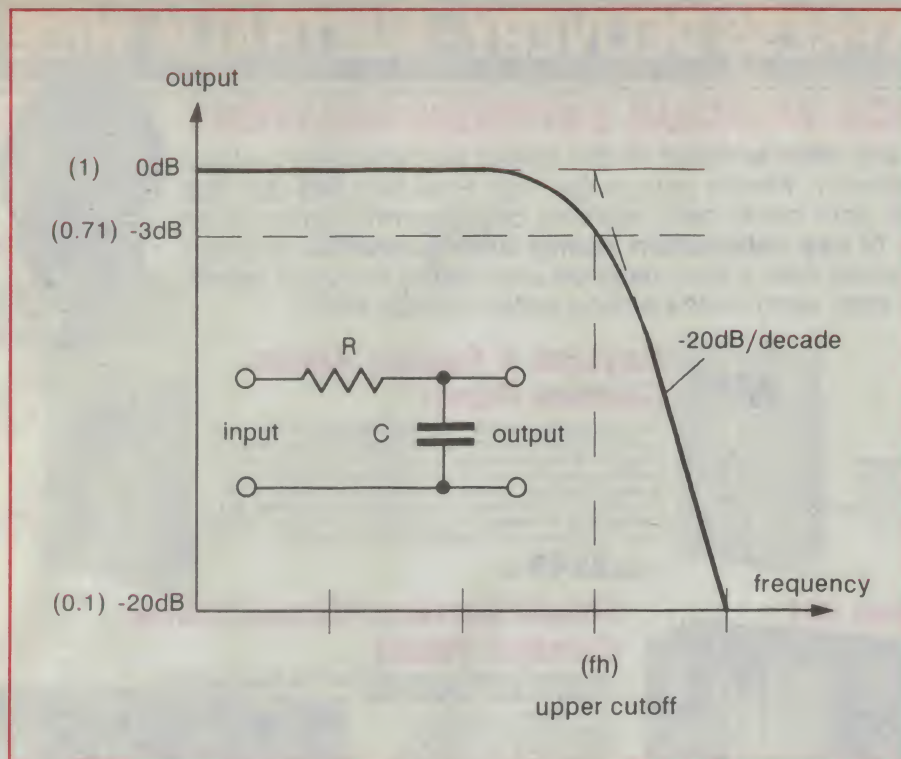 output
(1) 0dB
(0.71) -3dB
-20dB/decade
R
input
C
output
(0.1) -20dB
frequency
(fh)
upper cutoff